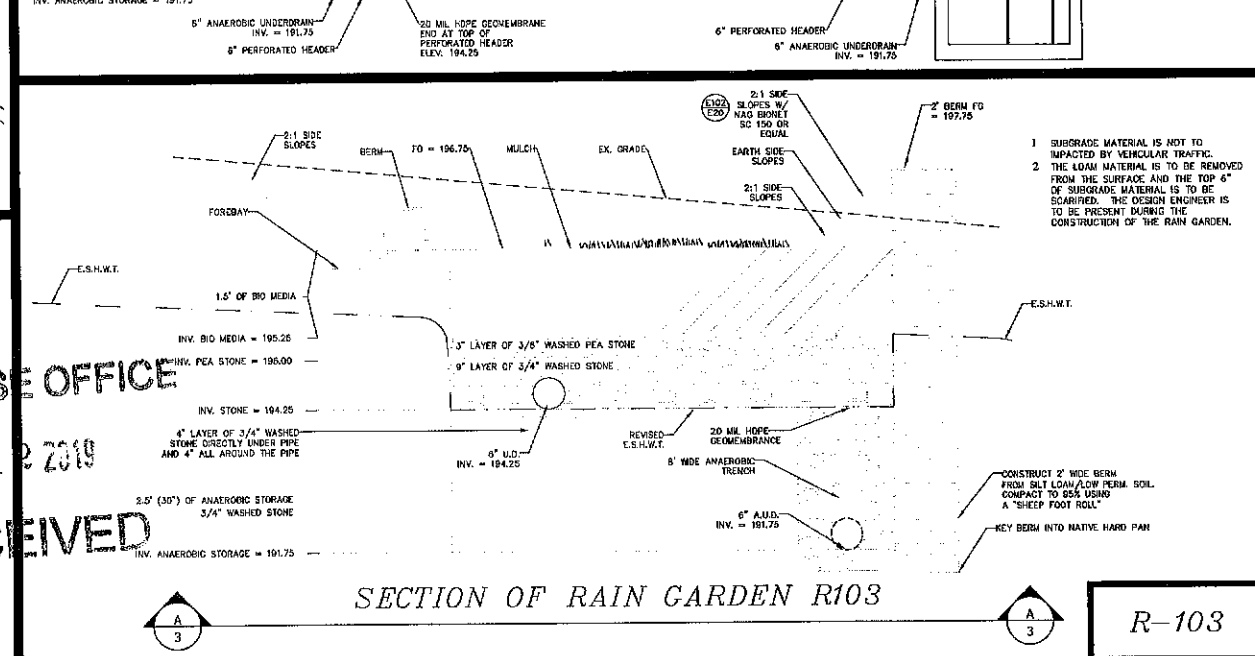 INV. ANAEROBIC STORAGE = 191.75
6" ANAEROBIC UNDERDRAIN
INV. = 191.75
6" PERFORATED HEADER
20 MIL HDPE GEOMEMBRANE
END AT TOP OF
PERFORATED HEADER
ELEV. 194.25
6" PERFORATED HEADER
6" ANAEROBIC UNDERDRAIN
INV. = 191.75
2:1 SIDE
SLOPES
BERM
FG = 196.75
MULCH
EX. GRADE
E102
E20
2:1 SIDE
SLOPES W/
NAG BIONET
SC 150 OR
EQUAL
EARTH SIDE
SLOPES
2:1 SIDE
SLOPES
2' BERM FG
= 197.75
1 SUBGRADE MATERIAL IS NOT TO
IMPACTED BY VEHICULAR TRAFFIC.
2 THE LOAM MATERIAL IS TO BE REMOVED
FROM THE SURFACE AND THE TOP 6"
OF SUBGRADE MATERIAL IS TO BE
SCARIFIED. THE DESIGN ENGINEER IS
TO BE PRESENT DURING THE
CONSTRUCTION OF THE RAIN GARDEN.
FOREBAY
E.S.H.W.T.
1.5' OF BIO MEDIA
INV. BIO MEDIA = 195.25
INV. PEA STONE = 195.00
3" LAYER OF 3/8" WASHED PEA STONE
9" LAYER OF 3/4" WASHED STONE
E.S.H.W.T.
SE OFFICE
INV. STONE = 194.25
4" LAYER OF 3/4" WASHED
STONE DIRECTLY UNDER PIPE
AND 4" ALL AROUND THE PIPE
2019
6" U.D.
INV. = 194.25
REVISED
E.S.H.W.T.
20 MIL HDPE
GEOMEMBRANCE
8' WIDE ANAEROBIC
TRENCH
2.5' (30") OF ANAEROBIC STORAGE
3/4" WASHED STONE
6" A.U.D.
INV. = 191.75
CONSTRUCT 2' WIDE BERM
FROM SILT LOAM/LOW PERM. SOIL
COMPACT TO 95% USING
A "SHEEP FOOT ROLL"
KEY BERM INTO NATIVE HARD PAN
CEIVED
INV. ANAEROBIC STORAGE = 191.75
SECTION OF RAIN GARDEN R103
A
3
A
3
R-103